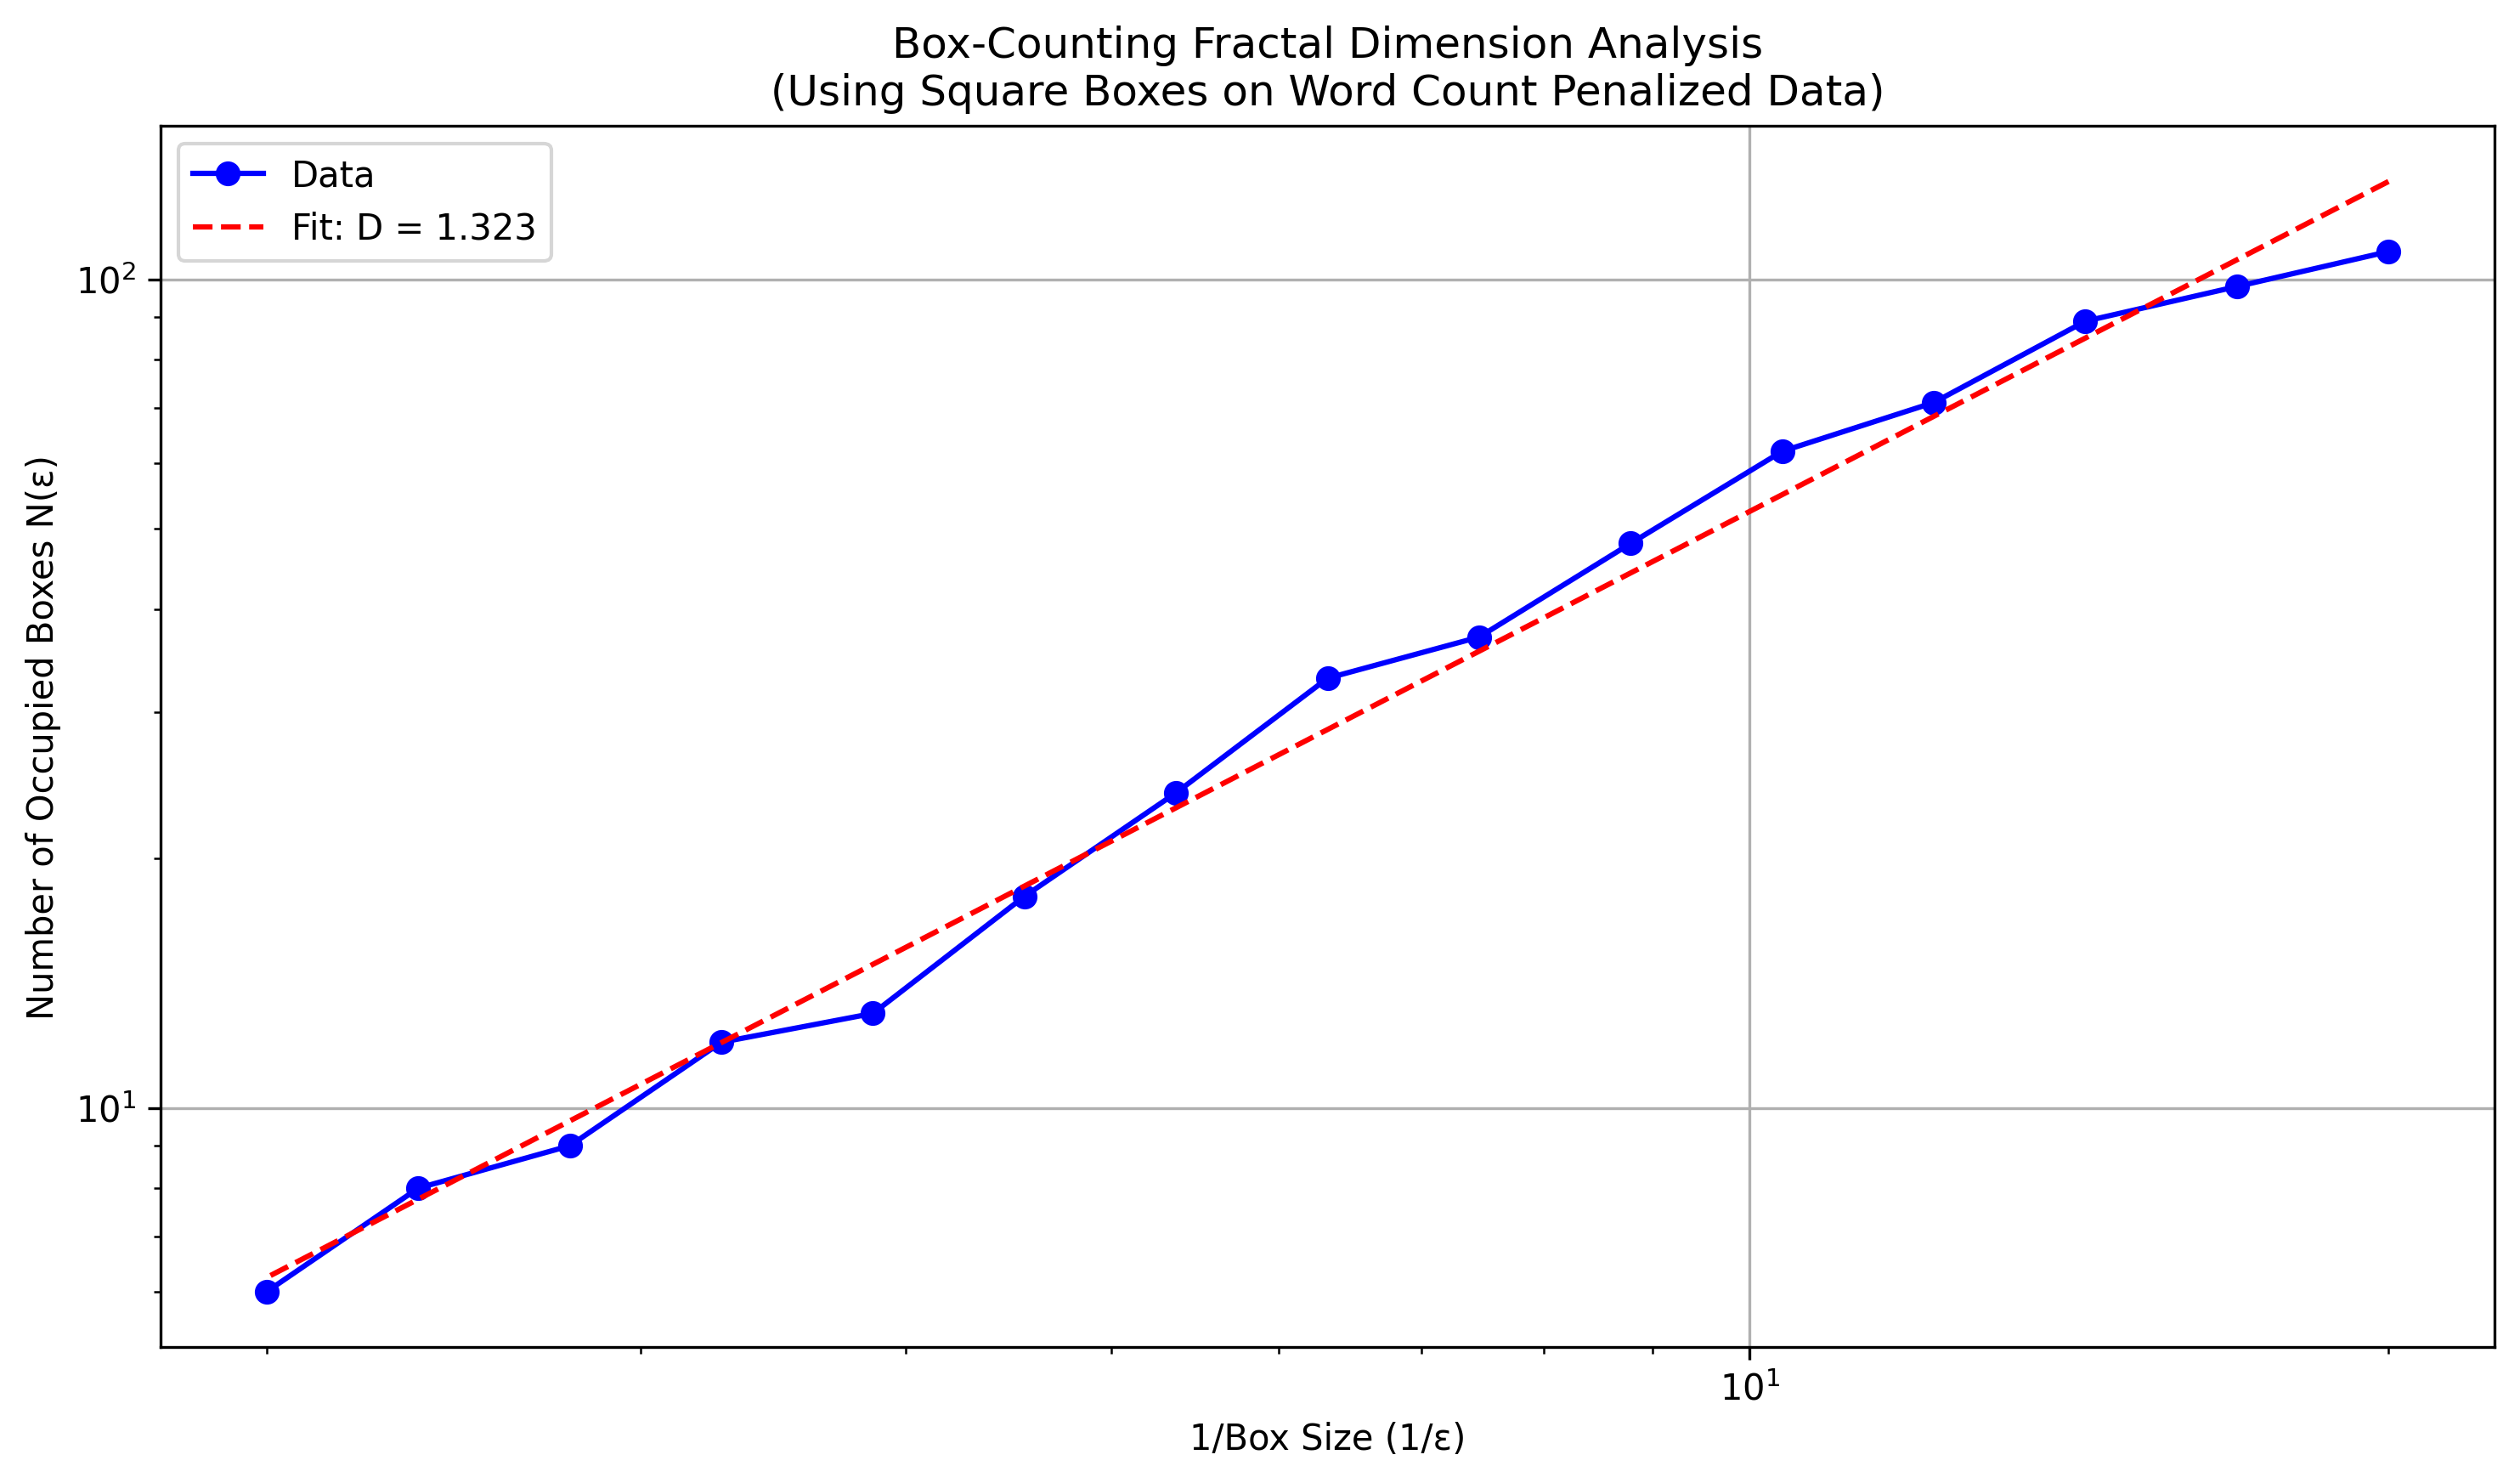 Box-Counting Fractal Dimension Analysis
(Using Square Boxes on Word Count Penalized Data)
Data
Fit: D = 1.323
10²
10¹
Number of Occupied Boxes N(ε)
10¹
1/Box Size (1/ε)